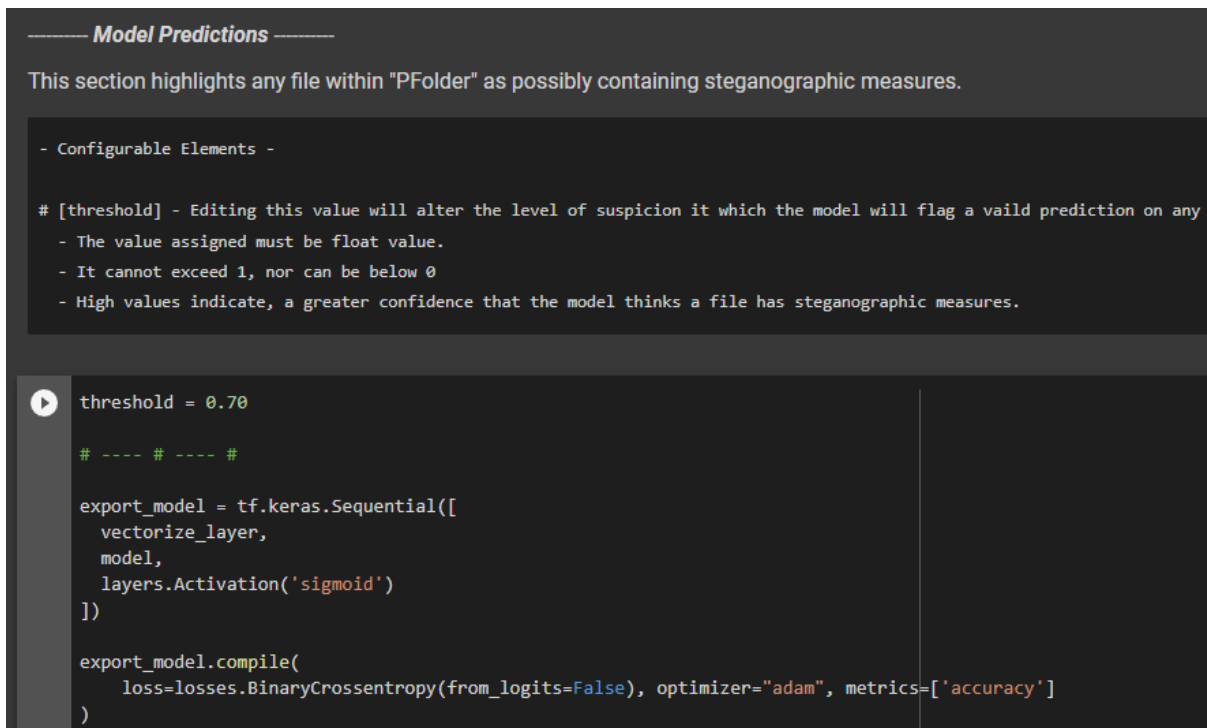 ---------- Model Predictions ----------
This section highlights any file within "PFolder" as possibly containing steganographic measures.
- Configurable Elements -
# [threshold] - Editing this value will alter the level of suspicion it which the model will flag a vaild prediction on any
- The value assigned must be float value.
- It cannot exceed 1, nor can be below 0
- High values indicate, a greater confidence that the model thinks a file has steganographic measures.
threshold = 0.70
# ---- # ---- #
export_model = tf.keras.Sequential([
  vectorize_layer,
  model,
  layers.Activation('sigmoid')
])
export_model.compile(
    loss=losses.BinaryCrossentropy(from_logits=False), optimizer="adam", metrics=['accuracy']
)